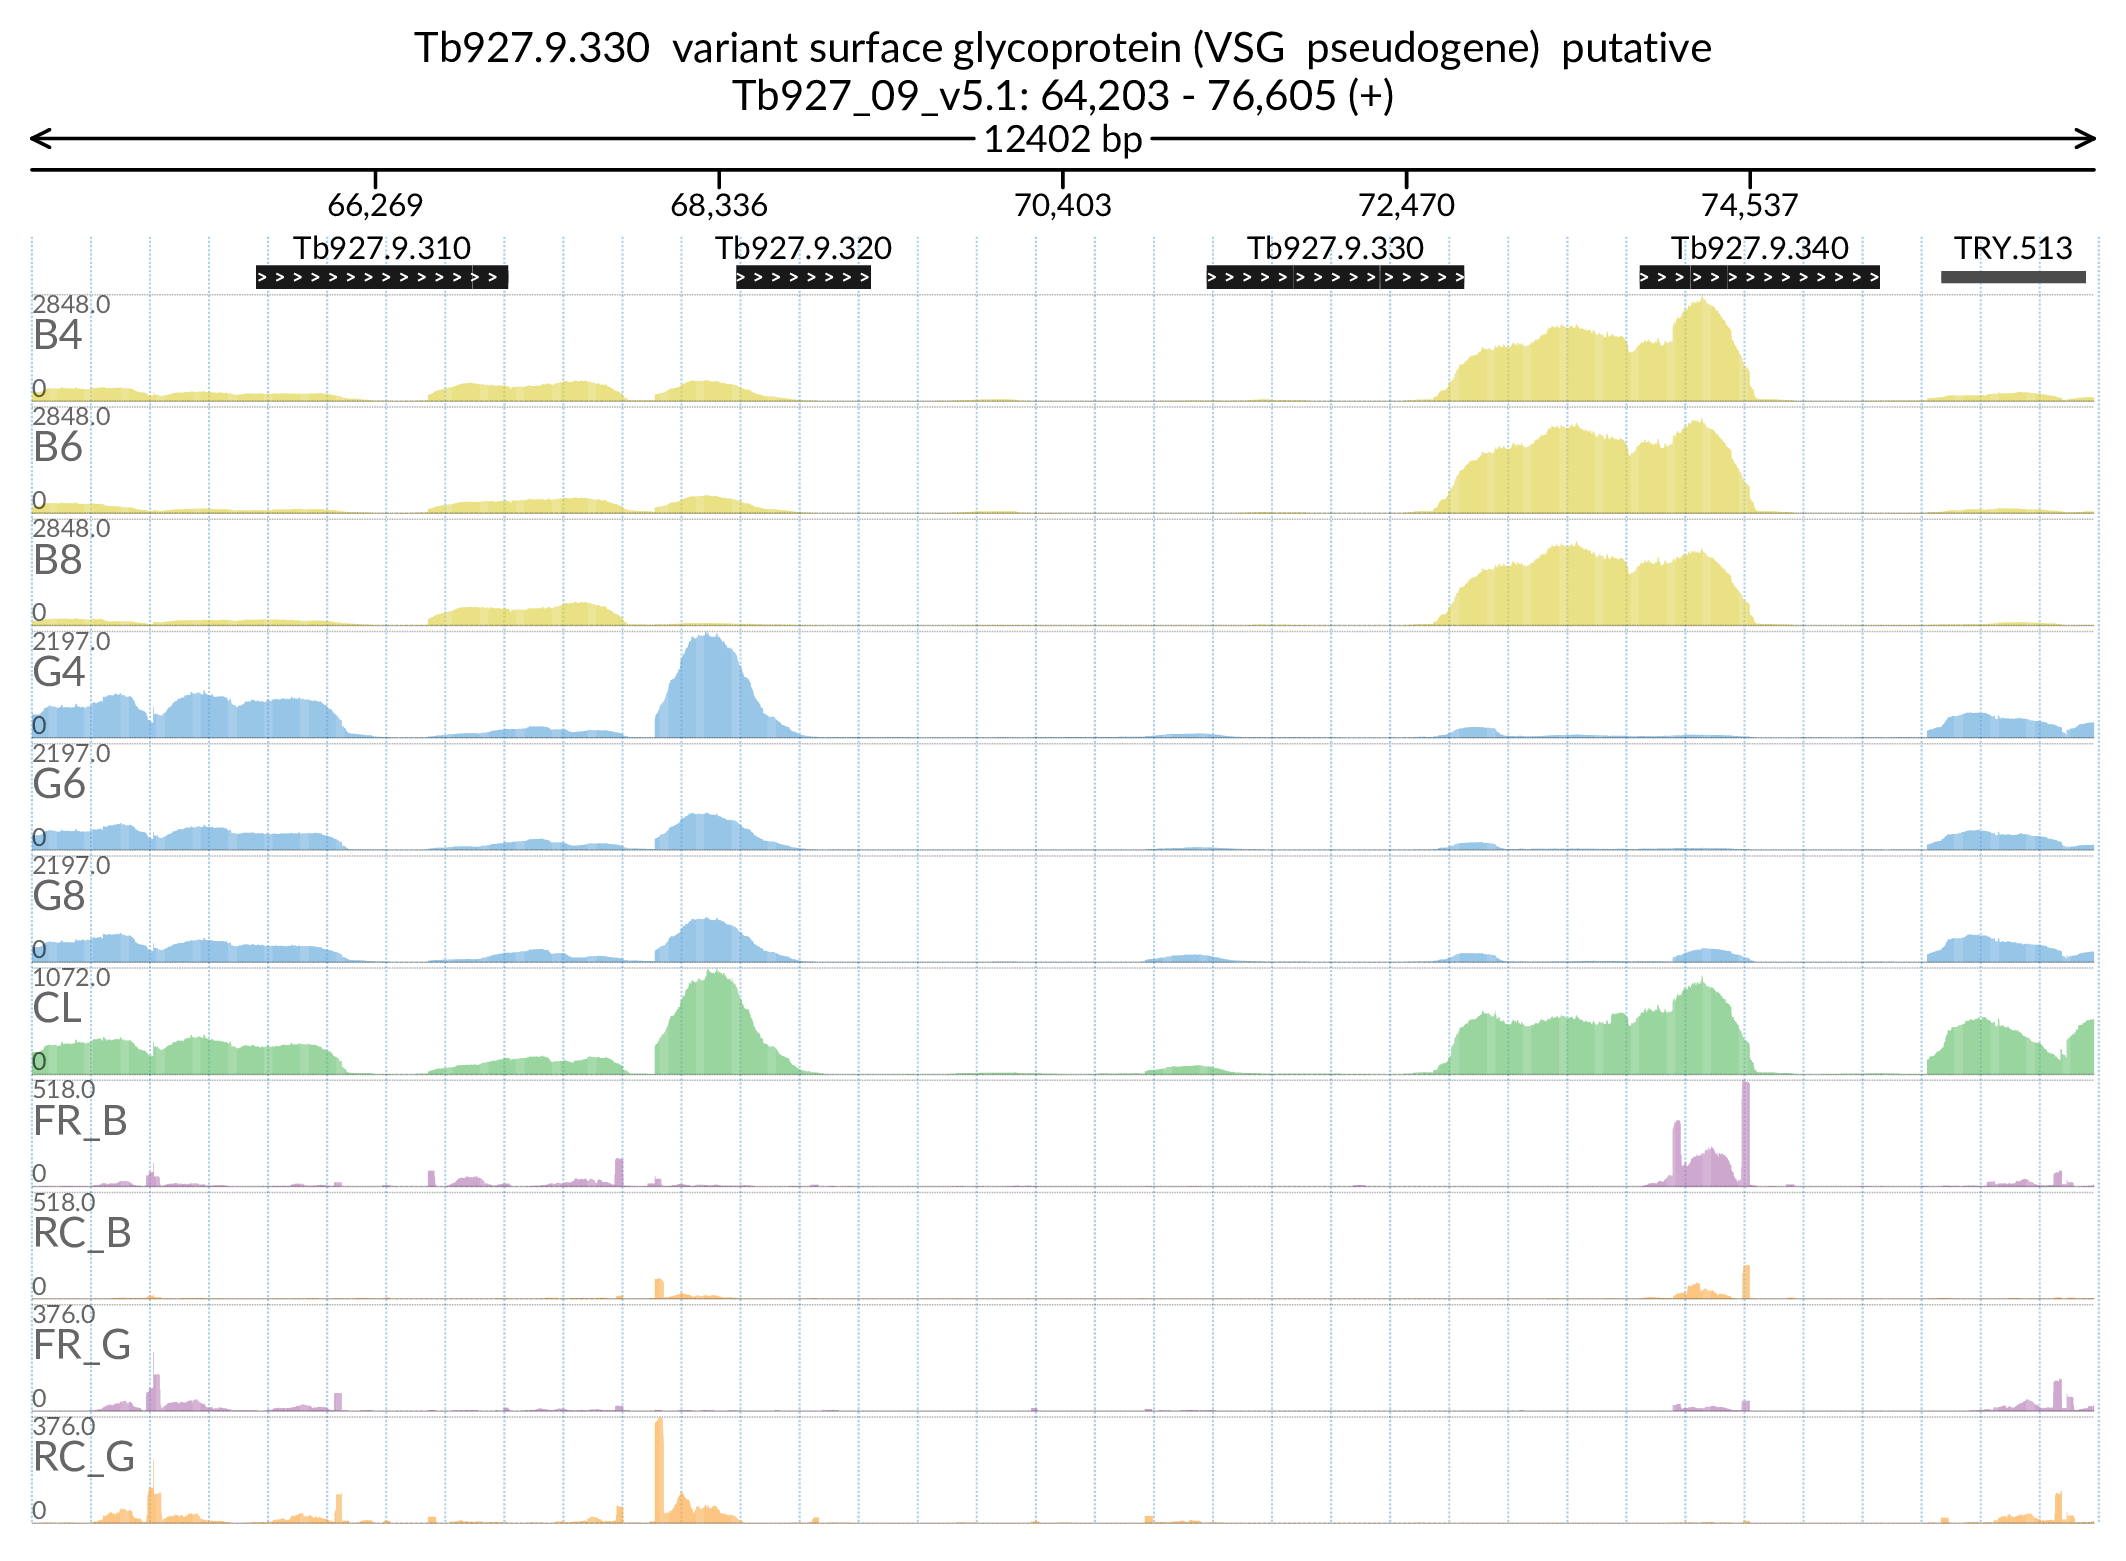 Tb927.9.330 variant surface glycoprotein (VSG pseudogene) putative
Tb927_09_v5.1: 64,203 - 76,605 (+)
12402 bp
66,269 68,336 70,403 72,470 74,537
Tb927.9.310 Tb927.9.320 Tb927.9.330 Tb927.9.340 TRY.513
2848.0
B4
0
2848.0
B6
0
2848.0
B8
0
2197.0
G4
0
2197.0
G6
0
2197.0
G8
0
1072.0
CL
0
518.0
FR_B
0
518.0
RC_B
0
376.0
FR_G
0
376.0
RC_G
0